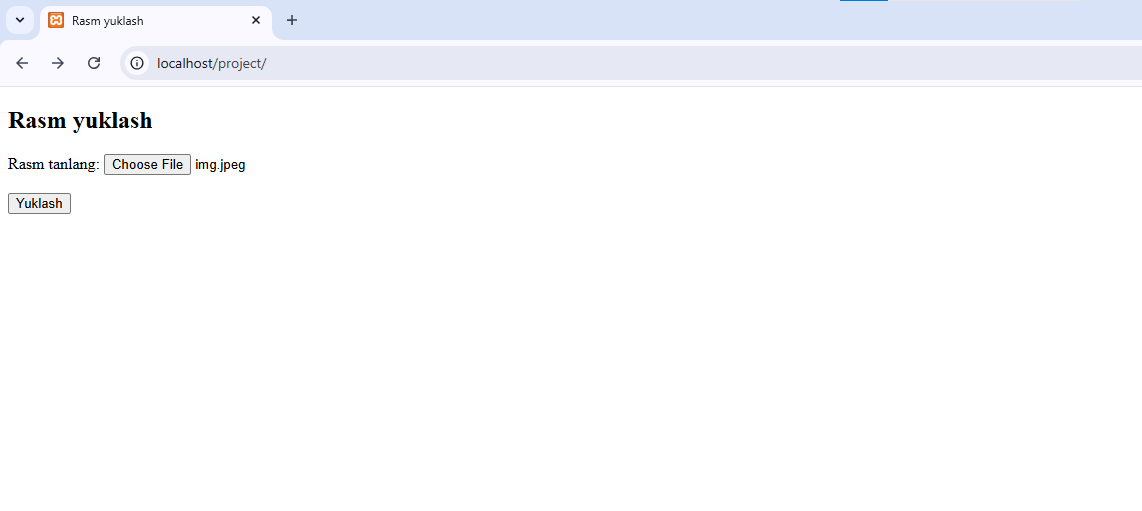 Rasm yuklash
localhost/project/
Rasm yuklash
Rasm tanlang: Choose File img.jpeg
Yuklash